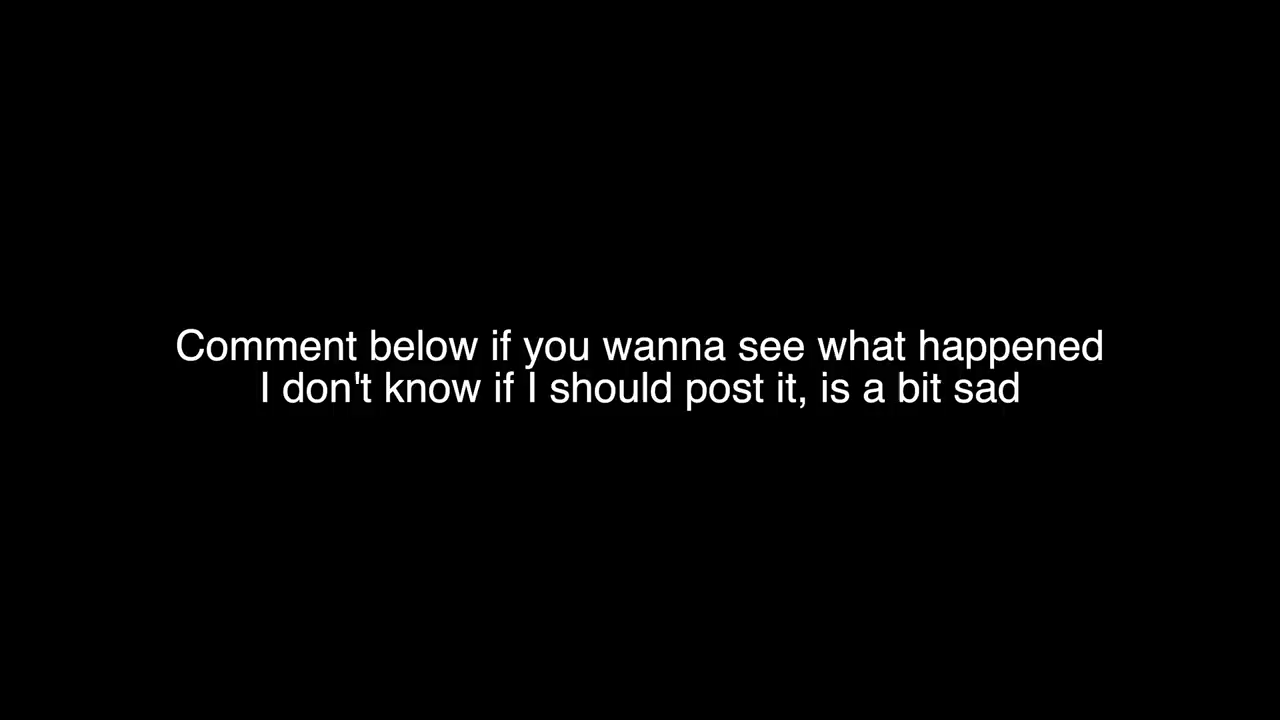 Comment below if you wanna see what happened
I don't know if I should post it, is a bit sad